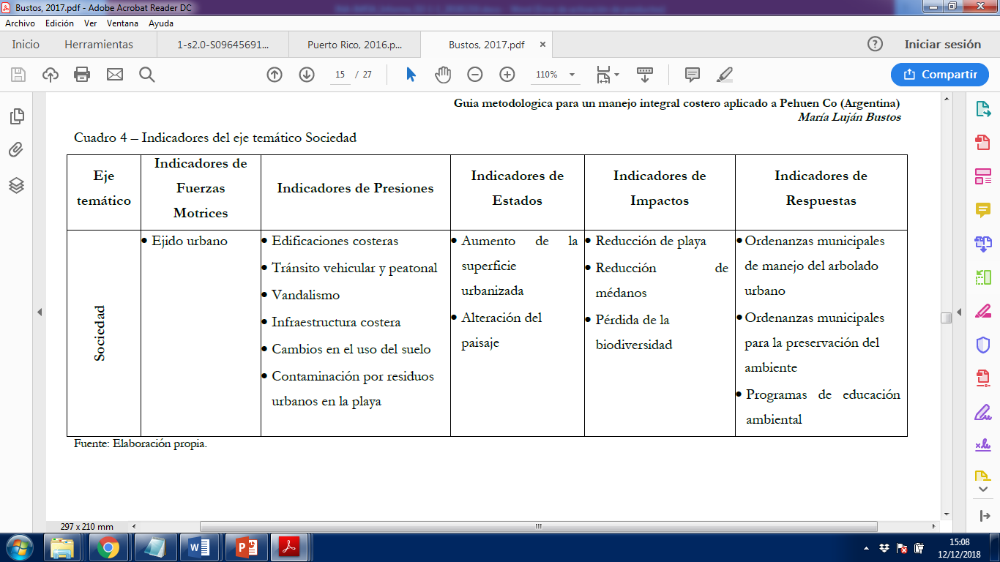 Bustos, 2017.pdf - Adobe Acrobat Reader DC
Archivo Edición Ver Ventana Ayuda
Inicio Herramientas 1-s2.0-S09645691... Puerto Rico, 2016.p... Bustos, 2017.pdf ×
? Iniciar sesión
15 / 27 110% Compartir
Guia metodologica para un manejo integral costero aplicado a Pehuen Co (Argentina)
María Luján Bustos
Cuadro 4 – Indicadores del eje temático Sociedad
Eje
temático
Indicadores de
Fuerzas
Motrices
Indicadores de Presiones
Indicadores de
Estados
Indicadores de
Impactos
Indicadores de
Respuestas
Sociedad
• Ejido urbano
• Edificaciones costeras
• Tránsito vehicular y peatonal
• Vandalismo
• Infraestructura costera
• Cambios en el uso del suelo
• Contaminación por residuos
urbanos en la playa
• Aumento de la
superficie
urbanizada
• Alteración del
paisaje
• Reducción de playa
• Reducción de
médanos
• Pérdida de la
biodiversidad
• Ordenanzas municipales
de manejo del arbolado
urbano
• Ordenanzas municipales
para la preservación del
ambiente
• Programas de educación
ambiental
Fuente: Elaboración propia.
297 x 210 mm
15:08
12/12/2018